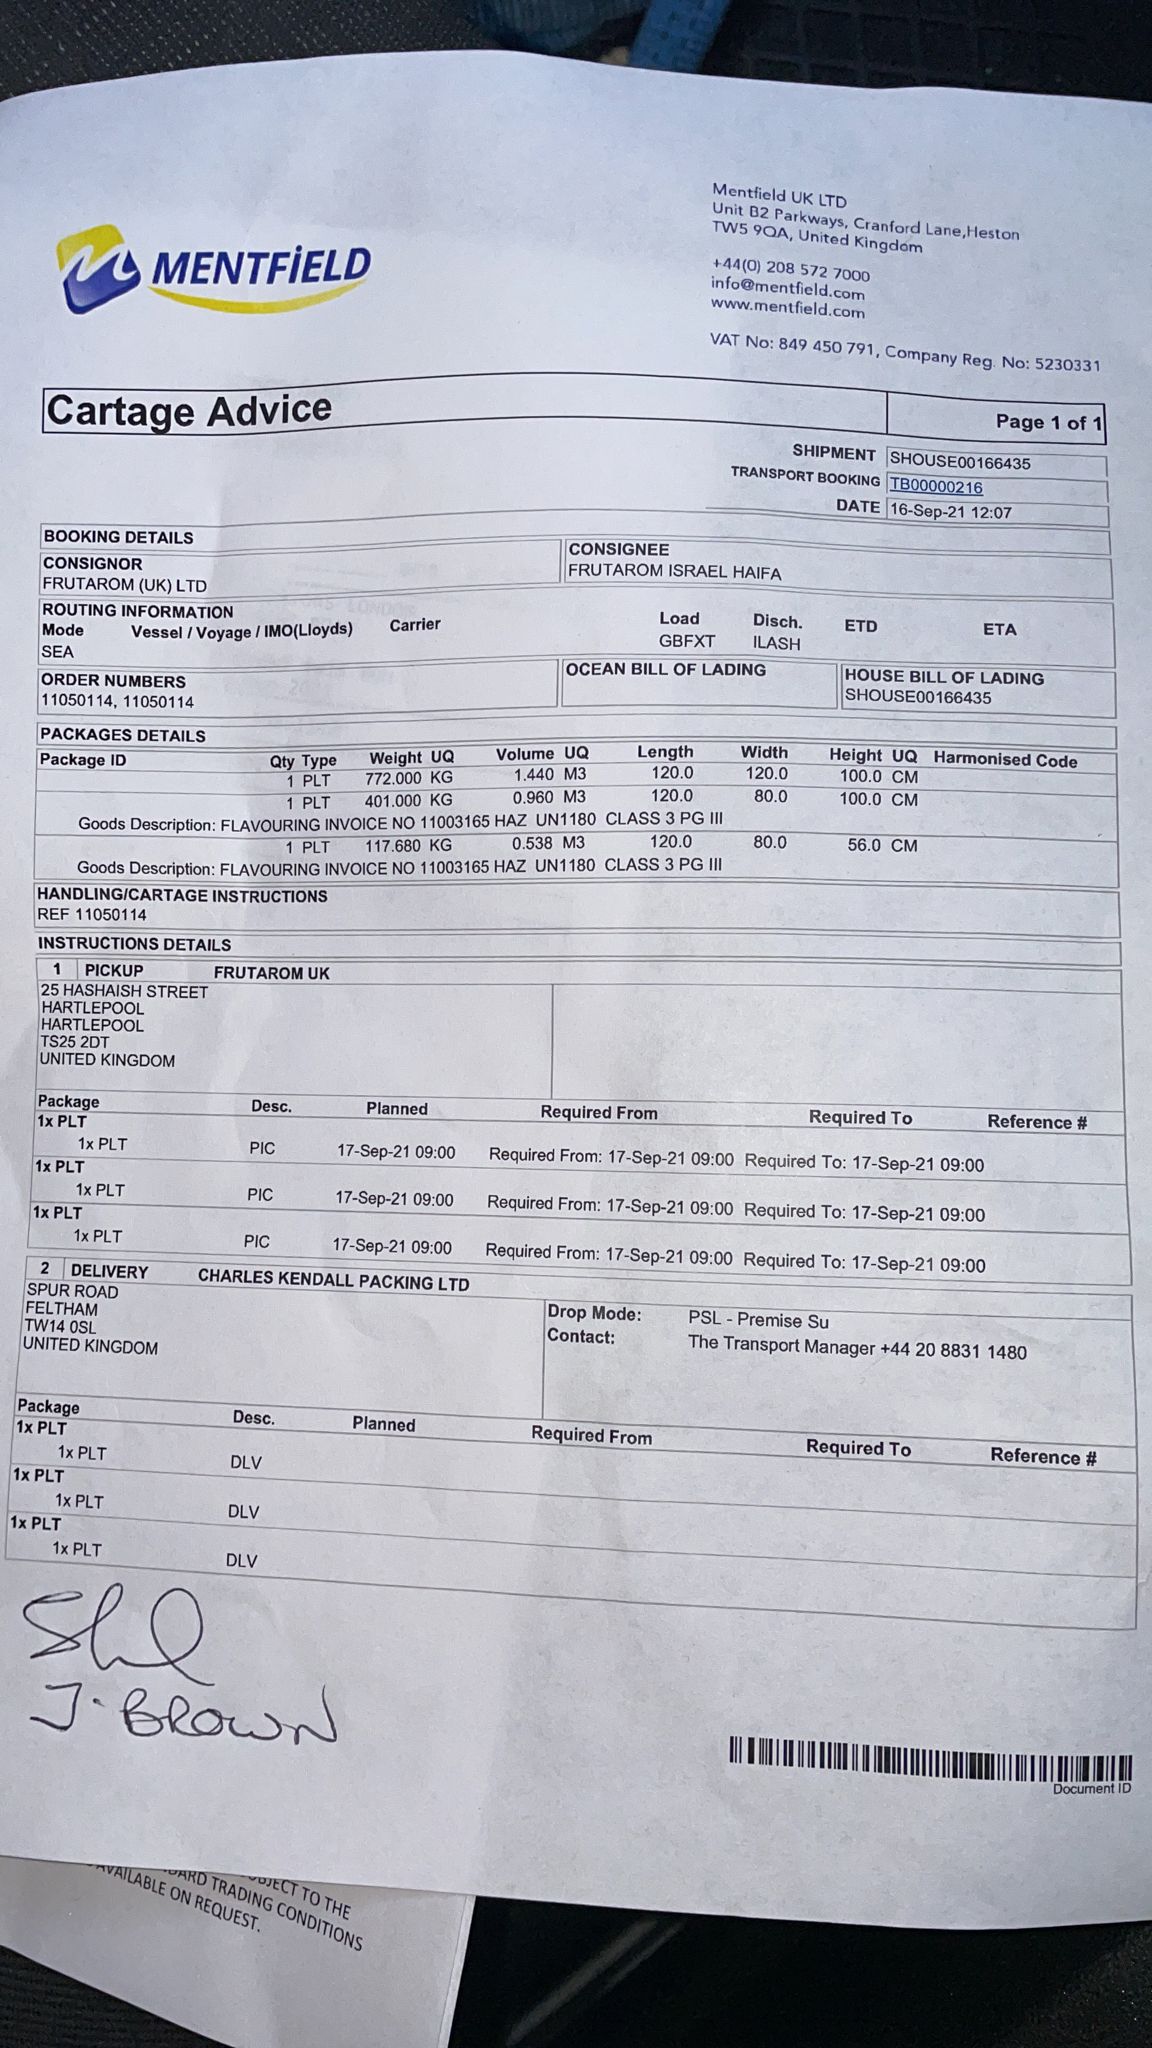 MENTFiELD
Mentfield UK LTD
Unit B2 Parkways, Cranford Lane,Heston
TW5 9QA, United Kingdom
+44(0) 208 572 7000
info@mentfield.com
www.mentfield.com
VAT No: 849 450 791, Company Reg. No: 5230331
Cartage Advice
Page 1 of 1
SHIPMENT SHOUSE00166435
TRANSPORT BOOKING TB00000216
DATE 16-Sep-21 12:07
BOOKING DETAILS
CONSIGNOR
FRUTAROM (UK) LTD
CONSIGNEE
FRUTAROM ISRAEL HAIFA
ROUTING INFORMATION
Mode Vessel / Voyage / IMO(Lloyds) Carrier Load Disch. ETD ETA
SEA GBFXT ILASH
ORDER NUMBERS
11050114, 11050114
OCEAN BILL OF LADING
HOUSE BILL OF LADING
SHOUSE00166435
PACKAGES DETAILS
Package ID Qty Type Weight UQ Volume UQ Length Width Height UQ Harmonised Code
1 PLT 772.000 KG 1.440 M3 120.0 120.0 100.0 CM
1 PLT 401.000 KG 0.960 M3 120.0 80.0 100.0 CM
Goods Description: FLAVOURING INVOICE NO 11003165 HAZ UN1180 CLASS 3 PG III
1 PLT 117.680 KG 0.538 M3 120.0 80.0 56.0 CM
Goods Description: FLAVOURING INVOICE NO 11003165 HAZ UN1180 CLASS 3 PG III
HANDLING/CARTAGE INSTRUCTIONS
REF 11050114
INSTRUCTIONS DETAILS
1 PICKUP FRUTAROM UK
25 HASHAISH STREET
HARTLEPOOL
HARTLEPOOL
TS25 2DT
UNITED KINGDOM
Package Desc. Planned Required From Required To Reference #
1x PLT
1x PLT PIC 17-Sep-21 09:00 Required From: 17-Sep-21 09:00 Required To: 17-Sep-21 09:00
1x PLT
1x PLT PIC 17-Sep-21 09:00 Required From: 17-Sep-21 09:00 Required To: 17-Sep-21 09:00
1x PLT
1x PLT PIC 17-Sep-21 09:00 Required From: 17-Sep-21 09:00 Required To: 17-Sep-21 09:00
2 DELIVERY CHARLES KENDALL PACKING LTD
SPUR ROAD
FELTHAM
TW14 0SL
UNITED KINGDOM
Drop Mode: PSL - Premise Su
Contact: The Transport Manager +44 20 8831 1480
Package Desc. Planned Required From Required To Reference #
1x PLT
1x PLT DLV
1x PLT
1x PLT DLV
1x PLT
1x PLT DLV
J. BROWN
Document ID
TO THE
TRADING CONDITIONS
AVAILABLE ON REQUEST.